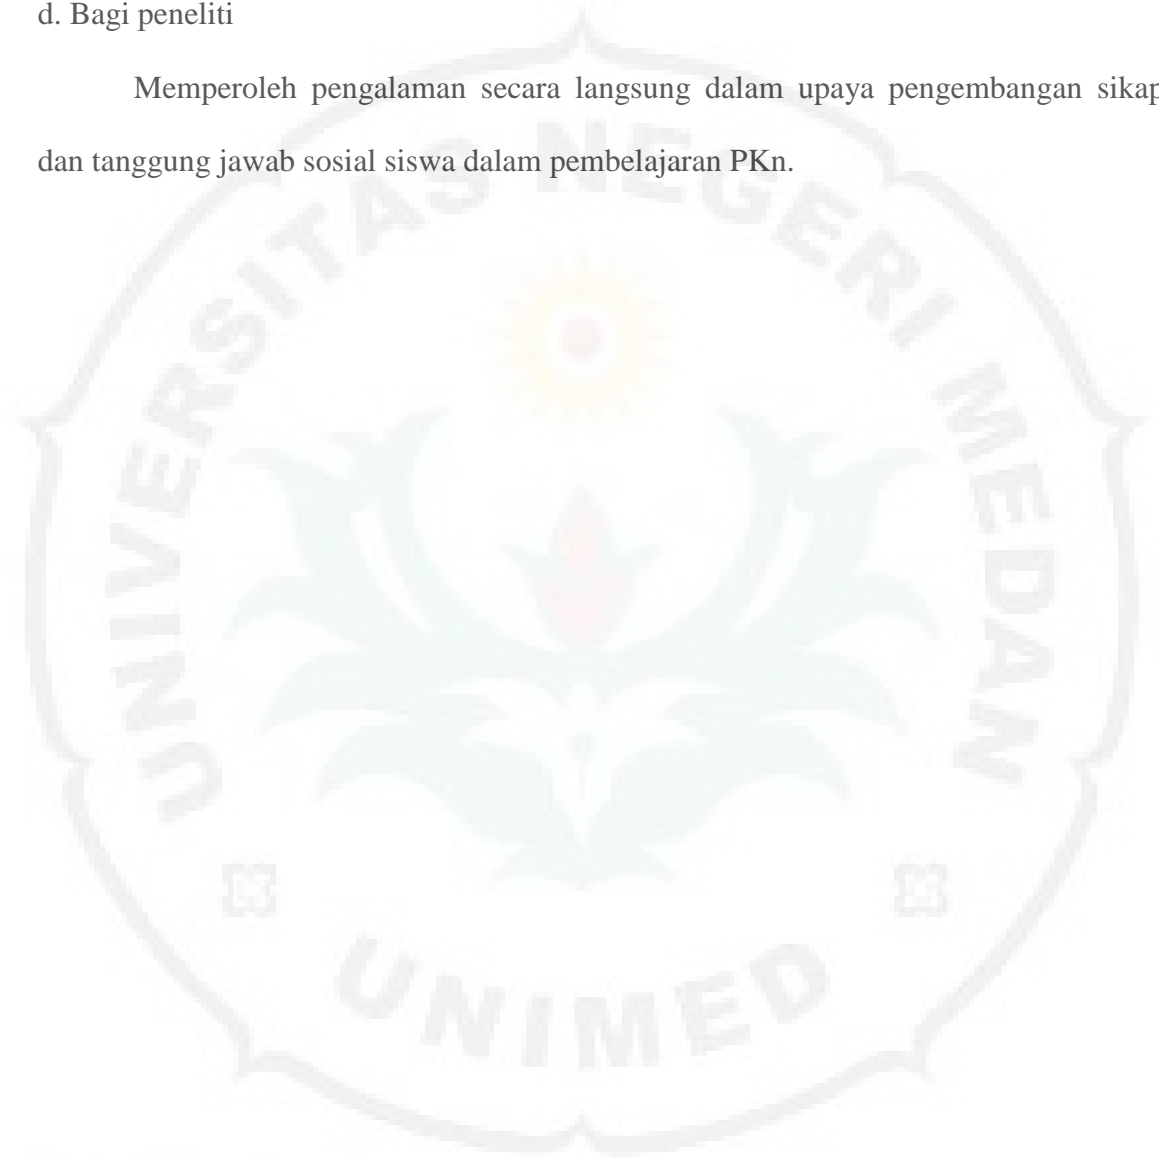 d. Bagi peneliti
Memperoleh pengalaman secara langsung dalam upaya pengembangan sikap
dan tanggung jawab sosial siswa dalam pembelajaran PKn.
UNIVERSITAS NEGERI MEDAN
UNIMED